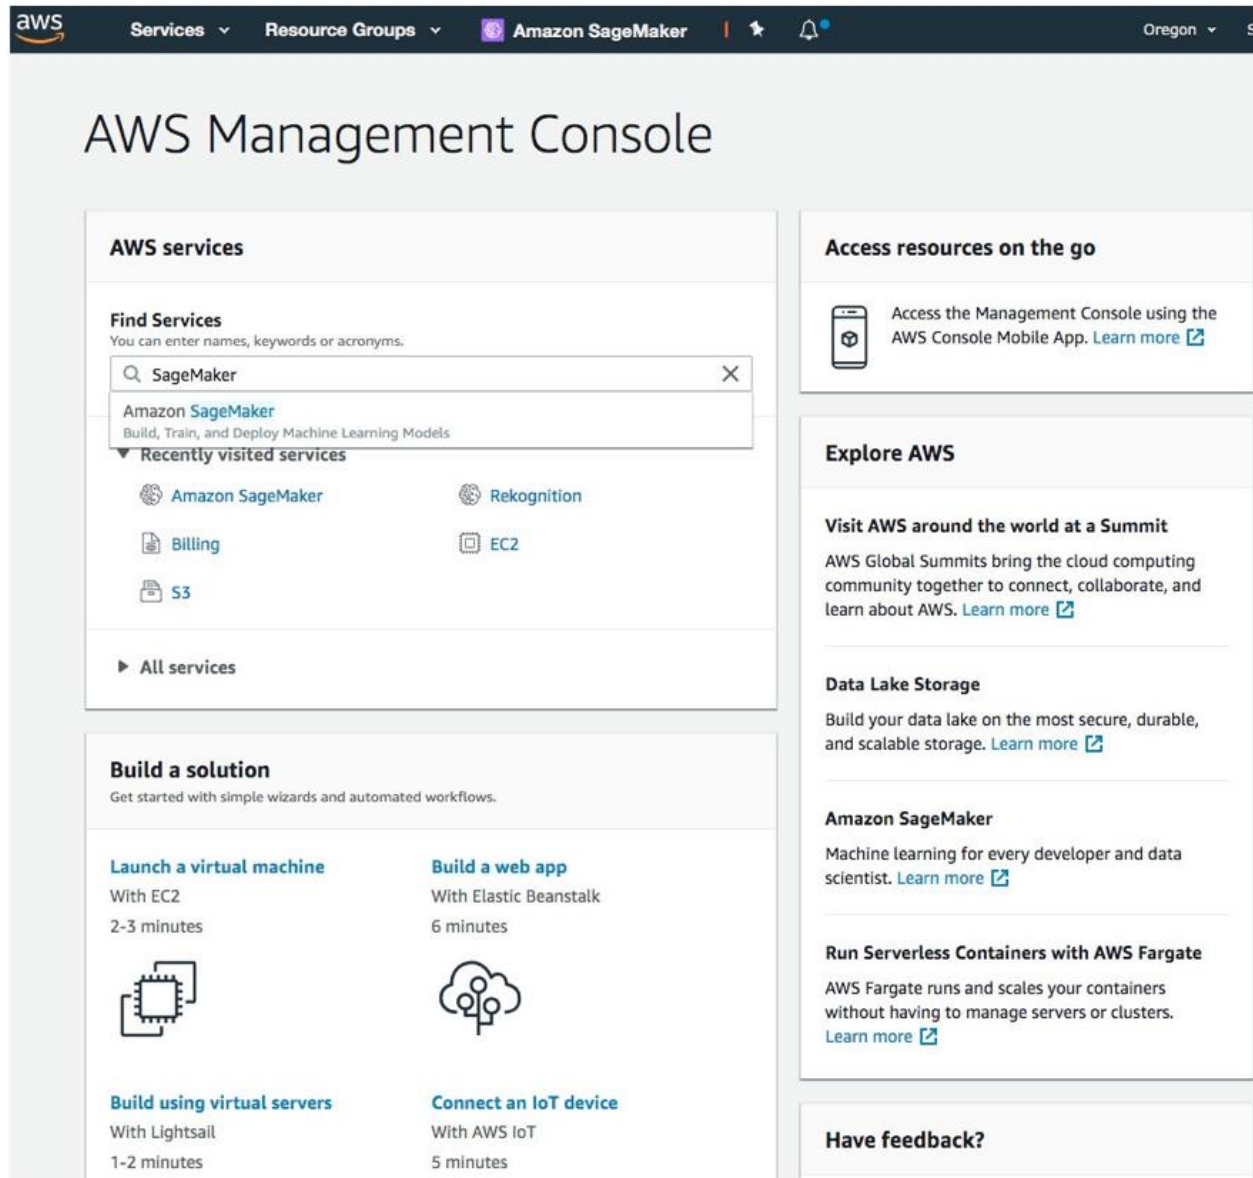 aws
Services
Resource Groups
Amazon SageMaker
Oregon
AWS Management Console
AWS services
Find Services
You can enter names, keywords or acronyms.
SageMaker
Amazon SageMaker
Build, Train, and Deploy Machine Learning Models
Recently visited services
Amazon SageMaker
Rekognition
Billing
EC2
S3
All services
Build a solution
Get started with simple wizards and automated workflows.
Launch a virtual machine
With EC2
2-3 minutes
Build a web app
With Elastic Beanstalk
6 minutes
Build using virtual servers
With Lightsail
1-2 minutes
Connect an IoT device
With AWS IoT
5 minutes
Access resources on the go
Access the Management Console using the
AWS Console Mobile App. Learn more
Explore AWS
Visit AWS around the world at a Summit
AWS Global Summits bring the cloud computing
community together to connect, collaborate, and
learn about AWS. Learn more
Data Lake Storage
Build your data lake on the most secure, durable,
and scalable storage. Learn more
Amazon SageMaker
Machine learning for every developer and data
scientist. Learn more
Run Serverless Containers with AWS Fargate
AWS Fargate runs and scales your containers
without having to manage servers or clusters.
Learn more
Have feedback?